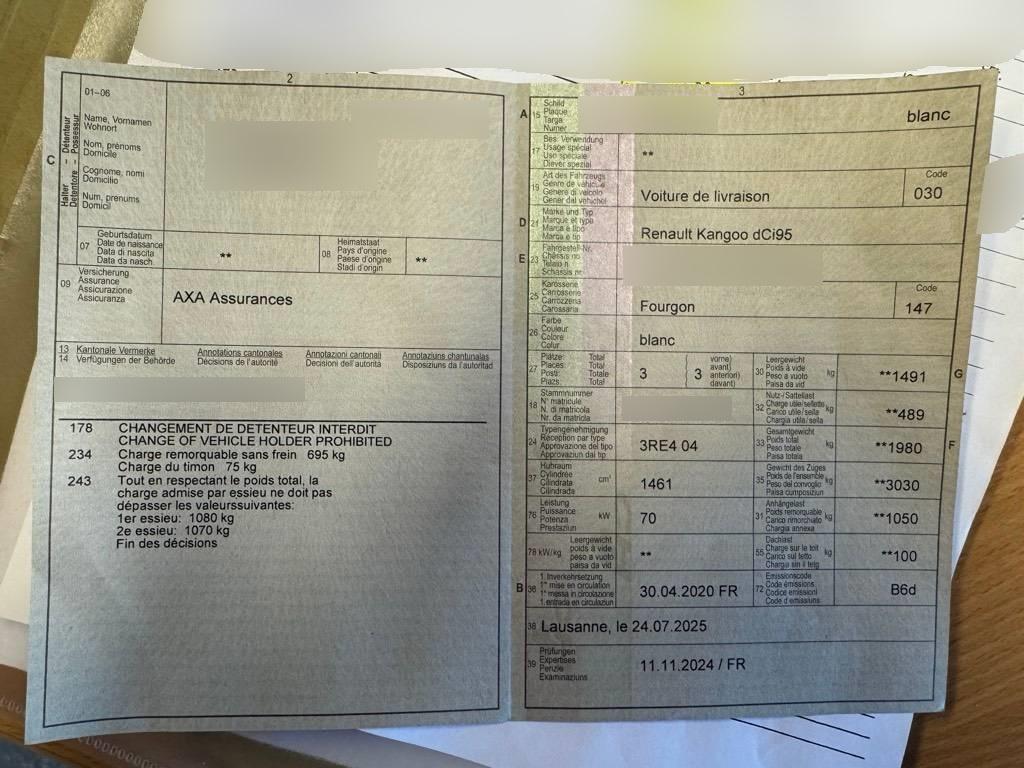 2
01–06
Name, Vornamen
Wohnort
Nom, prénoms
Domicile
Cognome, nomi
Domicilio
Num, prenums
Domicil
C
Halter – Détenteur
Detentore – Possessur
07
Geburtsdatum
Date de naissance
Data di nascita
Data da nasch.
**
08
Heimatstaat
Pays d'origine
Paese d'origine
Stadi d'origin
**
09
Versicherung
Assurance
Assicurazione
Assicuranza
AXA Assurances
13 Kantonale Vermerke Annotations cantonales Annotazioni cantonali Annotaziuns chantunalas
14 Verfügungen der Behörde Décisions de l'autorité Decisioni dell'autorità Disposiziuns da l'autoritad
178 CHANGEMENT DE DETENTEUR INTERDIT
CHANGE OF VEHICLE HOLDER PROHIBITED
234 Charge remorquable sans frein 695 kg
Charge du timon 75 kg
243 Tout en respectant le poids total, la
charge admise par essieu ne doit pas
dépasser les valeurssuivantes:
1er essieu: 1080 kg
2e essieu: 1070 kg
Fin des décisions
3
A 15
Schild
Plaque
Targa
Numer
blanc
17
Bes. Verwendung
Usage spécial
Uso speciale
Diever spezial
**
19
Art des Fahrzeugs
Genre de véhicule
Genere di veicolo
Gener dal vehichel
Voiture de livraison
Code
030
D 21
Marke und Typ
Marque et type
Marca e tipo
Marca e tip
Renault Kangoo dCi95
E 23
Fahrgestell-Nr.
Châssis no
Telaio n.
Schassis nr.
25
Karosserie
Carrosserie
Carrozzeria
Carossaria
Fourgon
Code
147
26
Farbe
Couleur
Colore
Colur
blanc
27
Plätze: Total
Places: Total
Posti: Totale
Plazs: Total
3
(3
vorne)
avant)
anteriori)
davant)
30
Leergewicht
Poids à vide
Peso a vuoto
Paisa da vid
kg
**1491
G
18
Stammnummer
N° matricule
N. di matricola
Nr. da matricla
32
Nutz-/Sattellast
Charge utile/sellette
Carico utile/sella
Chargia utila/sella
kg
**489
24
Typengenehmigung
Réception par type
Approvazione del tipo
Approvaziun dal tip
3RE4 04
33
Gesamtgewicht
Poids total
Peso totale
Paisa totala
kg
**1980
F
37
Hubraum
Cylindrée
Cilindrata
Cilindrada
cm³
1461
35
Gewicht des Zuges
Poids de l'ensemble
Peso del convoglio
Paisa cumposiziun
kg
**3030
76
Leistung
Puissance
Potenza
Prestaziun
kW
70
31
Anhängelast
Poids remorquable
Carico rimorchiato
Chargia annexa
kg
**1050
78 kW/kg
Leergewicht
poids à vide
peso a vuoto
paisa da vid
**
55
Dachlast
Charge sur le toit
Carico sul tetto
Chargia sin il tetg
kg
**100
B 36
1. Inverkehrsetzung
1re mise en circulation
1a messa in circolazione
1. entrada en circulaziun
30.04.2020 FR
72
Emissionscode
Code émissions
Codice emissioni
Code d'emissiuns
B6d
38 Lausanne, le 24.07.2025
39
Prüfungen
Expertises
Perizie
Examinaziuns
11.11.2024 / FR